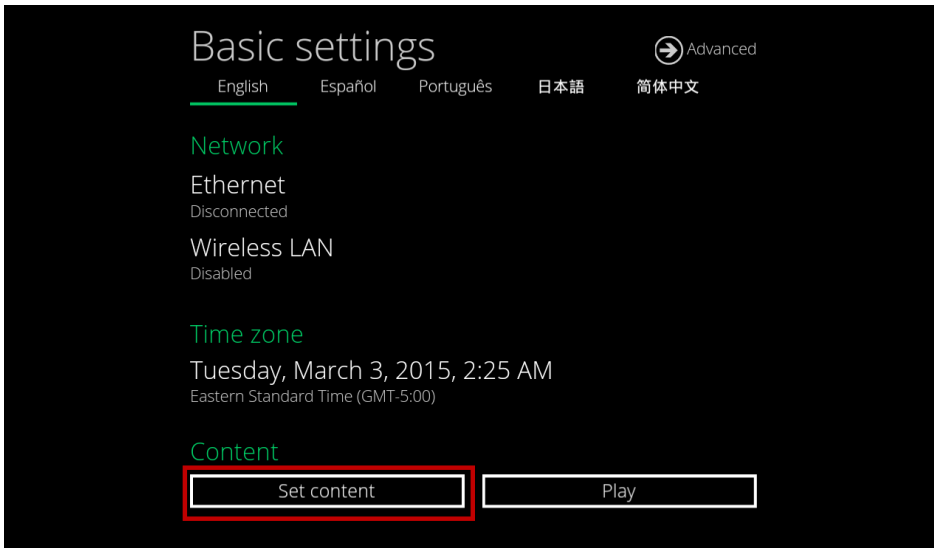 Basic settings
Advanced
English Español Português 日本語 简体中文
Network
Ethernet
Disconnected
Wireless LAN
Disabled
Time zone
Tuesday, March 3, 2015, 2:25 AM
Eastern Standard Time (GMT-5:00)
Content
Set content Play